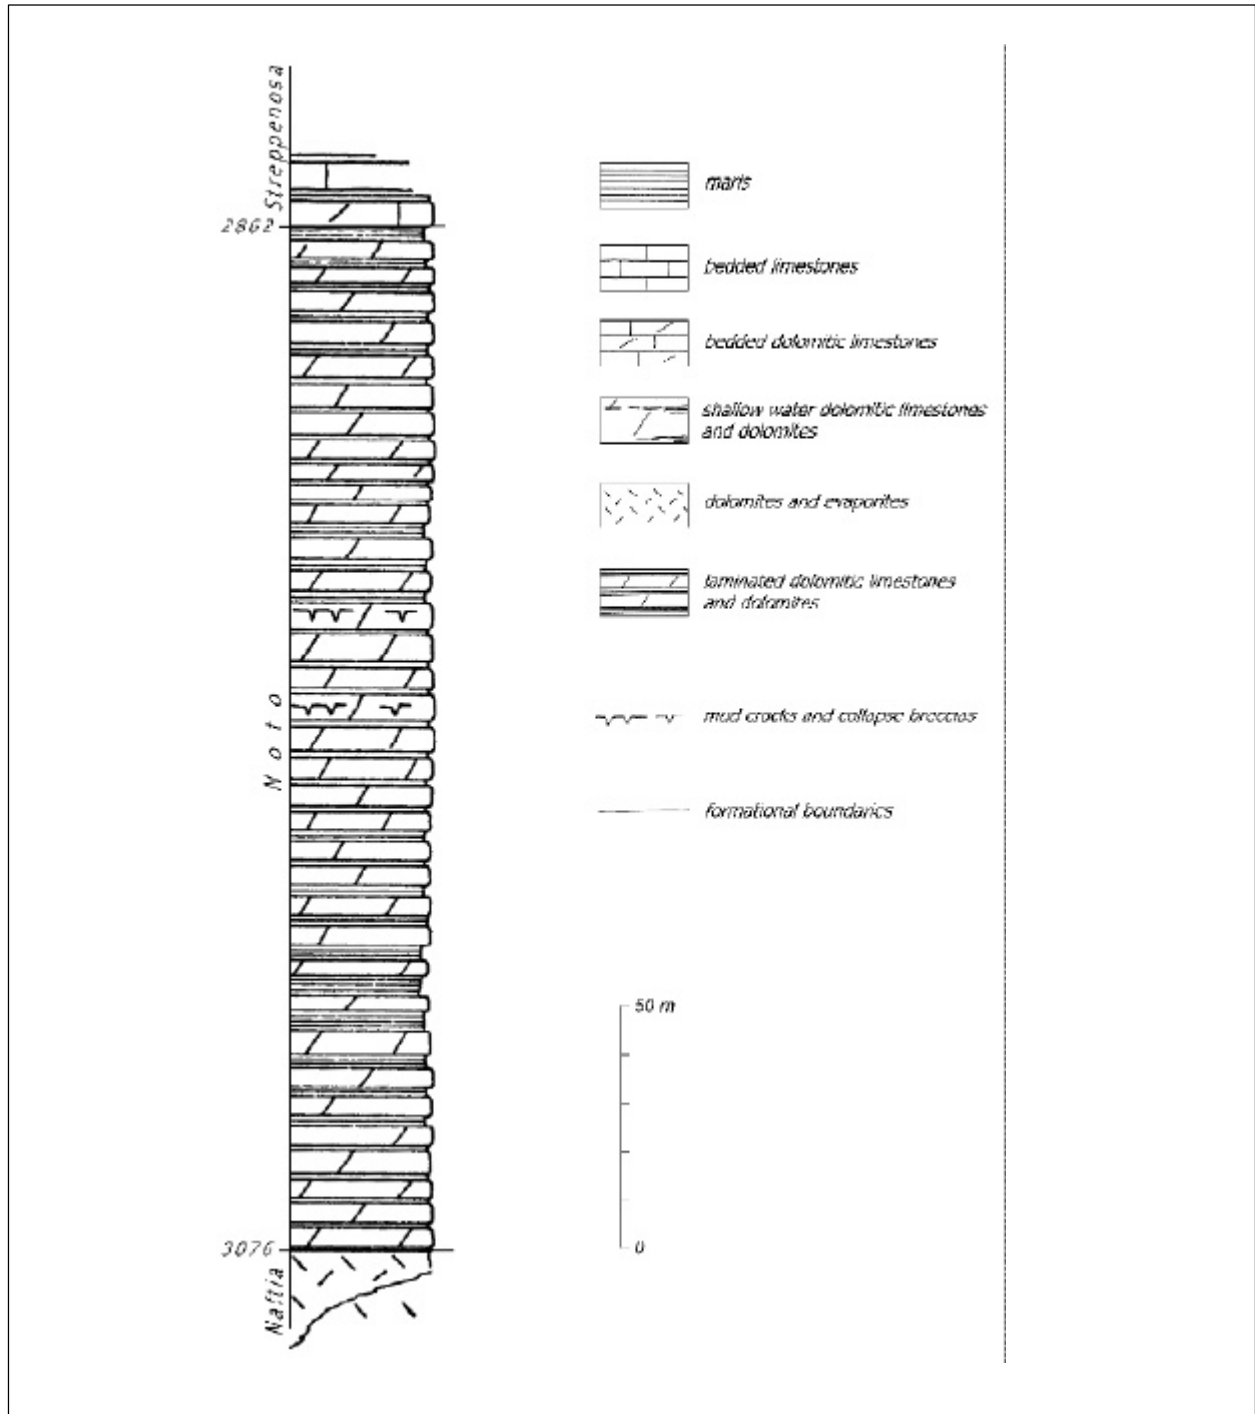 Streppenosa
2862
Noto
3076
Naftia
marls
bedded limestones
bedded dolomitic limestones
shallow water dolomitic limestones
and dolomites
dolomites and evaporites
laminated dolomitic limestones
and dolomites
mud cracks and collapse breccias
formational boundaries
50 m
0